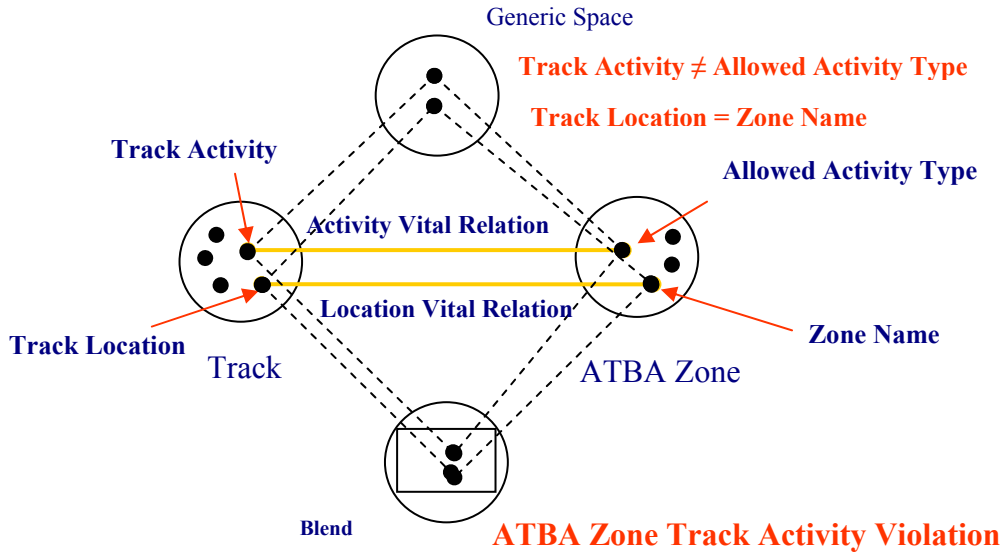 Generic Space
Track Activity ≠ Allowed Activity Type
Track Location = Zone Name
Track Activity
Allowed Activity Type
Activity Vital Relation
Location Vital Relation
Track Location
Zone Name
Track
ATBA Zone
Blend
ATBA Zone Track Activity Violation